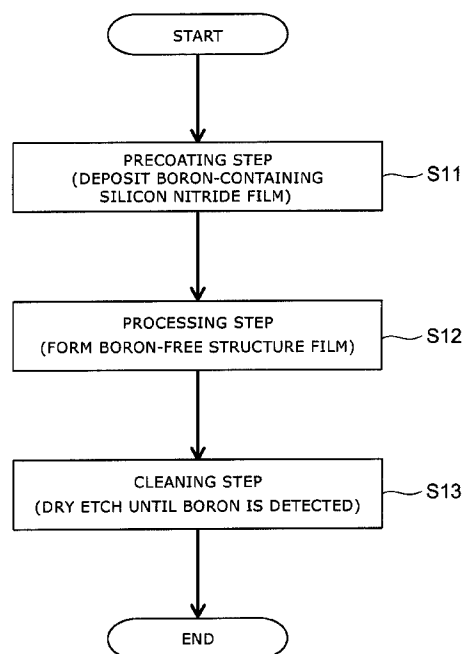 START
PRECOATING STEP
(DEPOSIT BORON-CONTAINING
SILICON NITRIDE FILM)
S11
PROCESSING STEP
(FORM BORON-FREE STRUCTURE FILM)
S12
CLEANING STEP
(DRY ETCH UNTIL BORON IS DETECTED)
S13
END